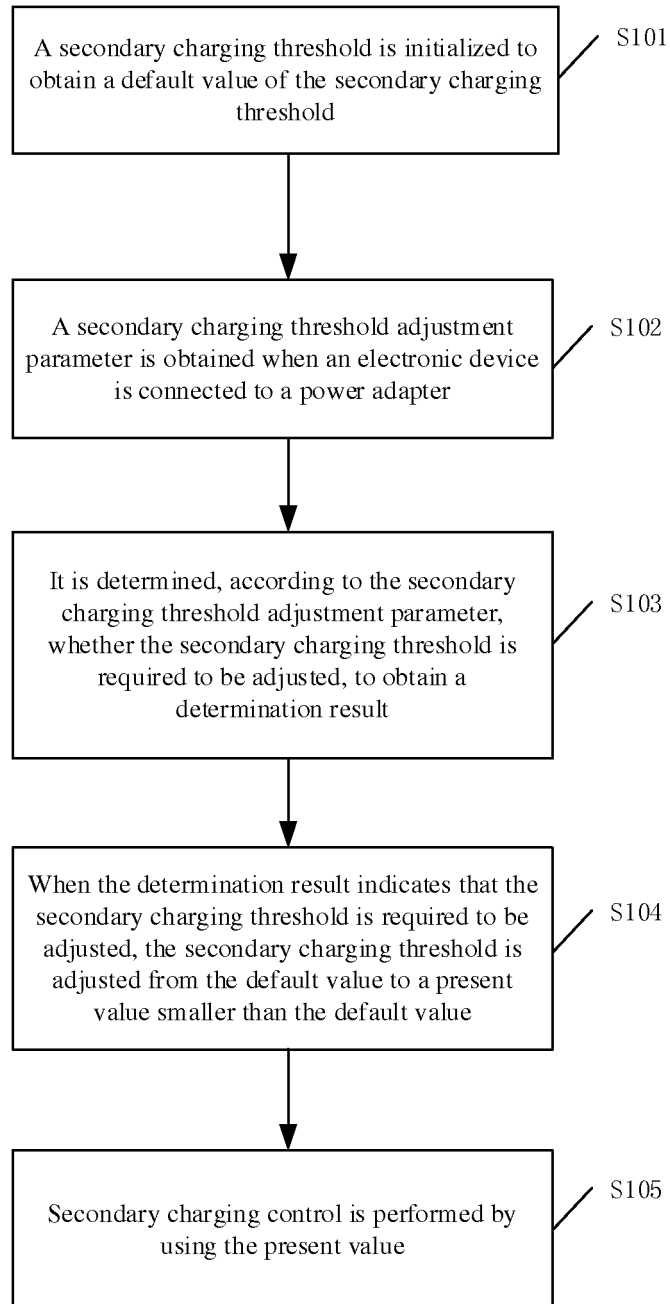 A secondary charging threshold is initialized to
obtain a default value of the secondary charging
threshold
S101
A secondary charging threshold adjustment
parameter is obtained when an electronic device
is connected to a power adapter
S102
It is determined, according to the secondary
charging threshold adjustment parameter,
whether the secondary charging threshold is
required to be adjusted, to obtain a
determination result
S103
When the determination result indicates that the
secondary charging threshold is required to be
adjusted, the secondary charging threshold is
adjusted from the default value to a present
value smaller than the default value
S104
Secondary charging control is performed by
using the present value
S105